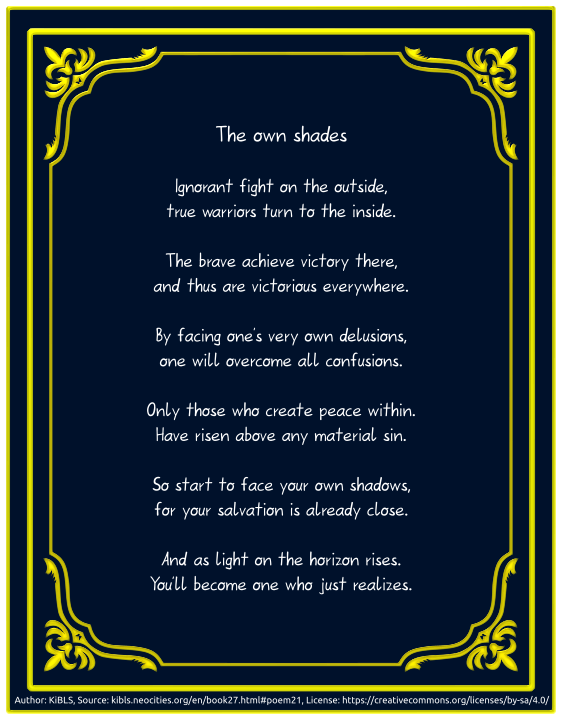 The own shades
Ignorant fight on the outside,
true warriors turn to the inside.
The brave achieve victory there,
and thus are victorious everywhere.
By facing one's very own delusions,
one will overcome all confusions.
Only those who create peace within.
Have risen above any material sin.
So start to face your own shadows,
for your salvation is already close.
And as light on the horizon rises.
You'll become one who just realizes.
Author: KiBLS, Source: kibls.neocities.org/en/book27.html#poem21, License: https://creativecommons.org/licenses/by-sa/4.0/